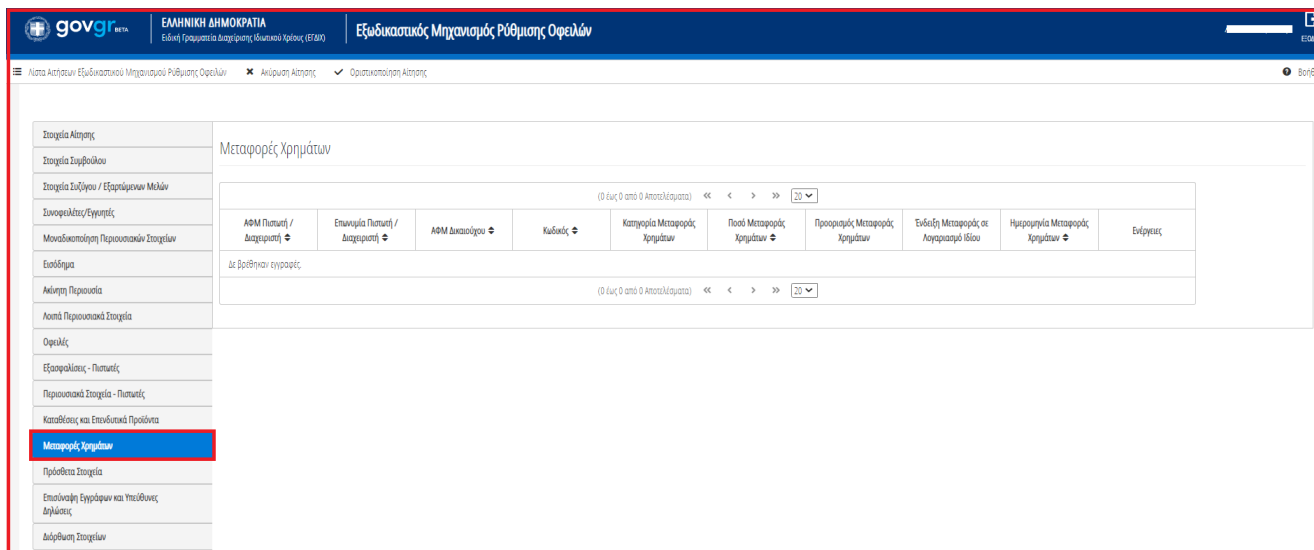 govgr BETA
ΕΛΛΗΝΙΚΗ ΔΗΜΟΚΡΑΤΙΑ
Ειδική Γραμματεία Διαχείρισης Ιδιωτικού Χρέους (ΕΓΔΙΧ)
Εξωδικαστικός Μηχανισμός Ρύθμισης Οφειλών
Λίστα Αιτήσεων Εξωδικαστικού Μηχανισμού Ρύθμισης Οφειλών Ακύρωση Αίτησης Οριστικοποίηση Αίτησης
Στοιχεία Αίτησης
Στοιχεία Συμβούλου
Στοιχεία Συζύγου / Εξαρτώμενων Μελών
Συνοφειλέτες/Εγγυητές
Μοναδικοποίηση Περιουσιακών Στοιχείων
Εισόδημα
Ακίνητη Περιουσία
Λοιπά Περιουσιακά Στοιχεία
Οφειλές
Εξασφαλίσεις - Πιστωτές
Περιουσιακά Στοιχεία - Πιστωτές
Καταθέσεις και Επενδυτικά Προϊόντα
Μεταφορές Χρημάτων
Πρόσθετα Στοιχεία
Επισύναψη Εγγράφων και Υπεύθυνες
Δηλώσεις
Διόρθωση Στοιχείων
Μεταφορές Χρημάτων
(0 έως 0 από 0 Αποτελέσματα) 20
ΑΦΜ Πιστωτή /
Διαχειριστή
Επωνυμία Πιστωτή /
Διαχειριστή
ΑΦΜ Δικαιούχου
Κωδικός
Κατηγορία Μεταφοράς
Χρημάτων
Ποσό Μεταφοράς
Χρημάτων
Προορισμός Μεταφοράς
Χρημάτων
Ένδειξη Μεταφοράς σε
Λογαριασμό Ιδίου
Ημερομηνία Μεταφοράς
Χρημάτων
Ενέργειες
Δε βρέθηκαν εγγραφές.
(0 έως 0 από 0 Αποτελέσματα) 20